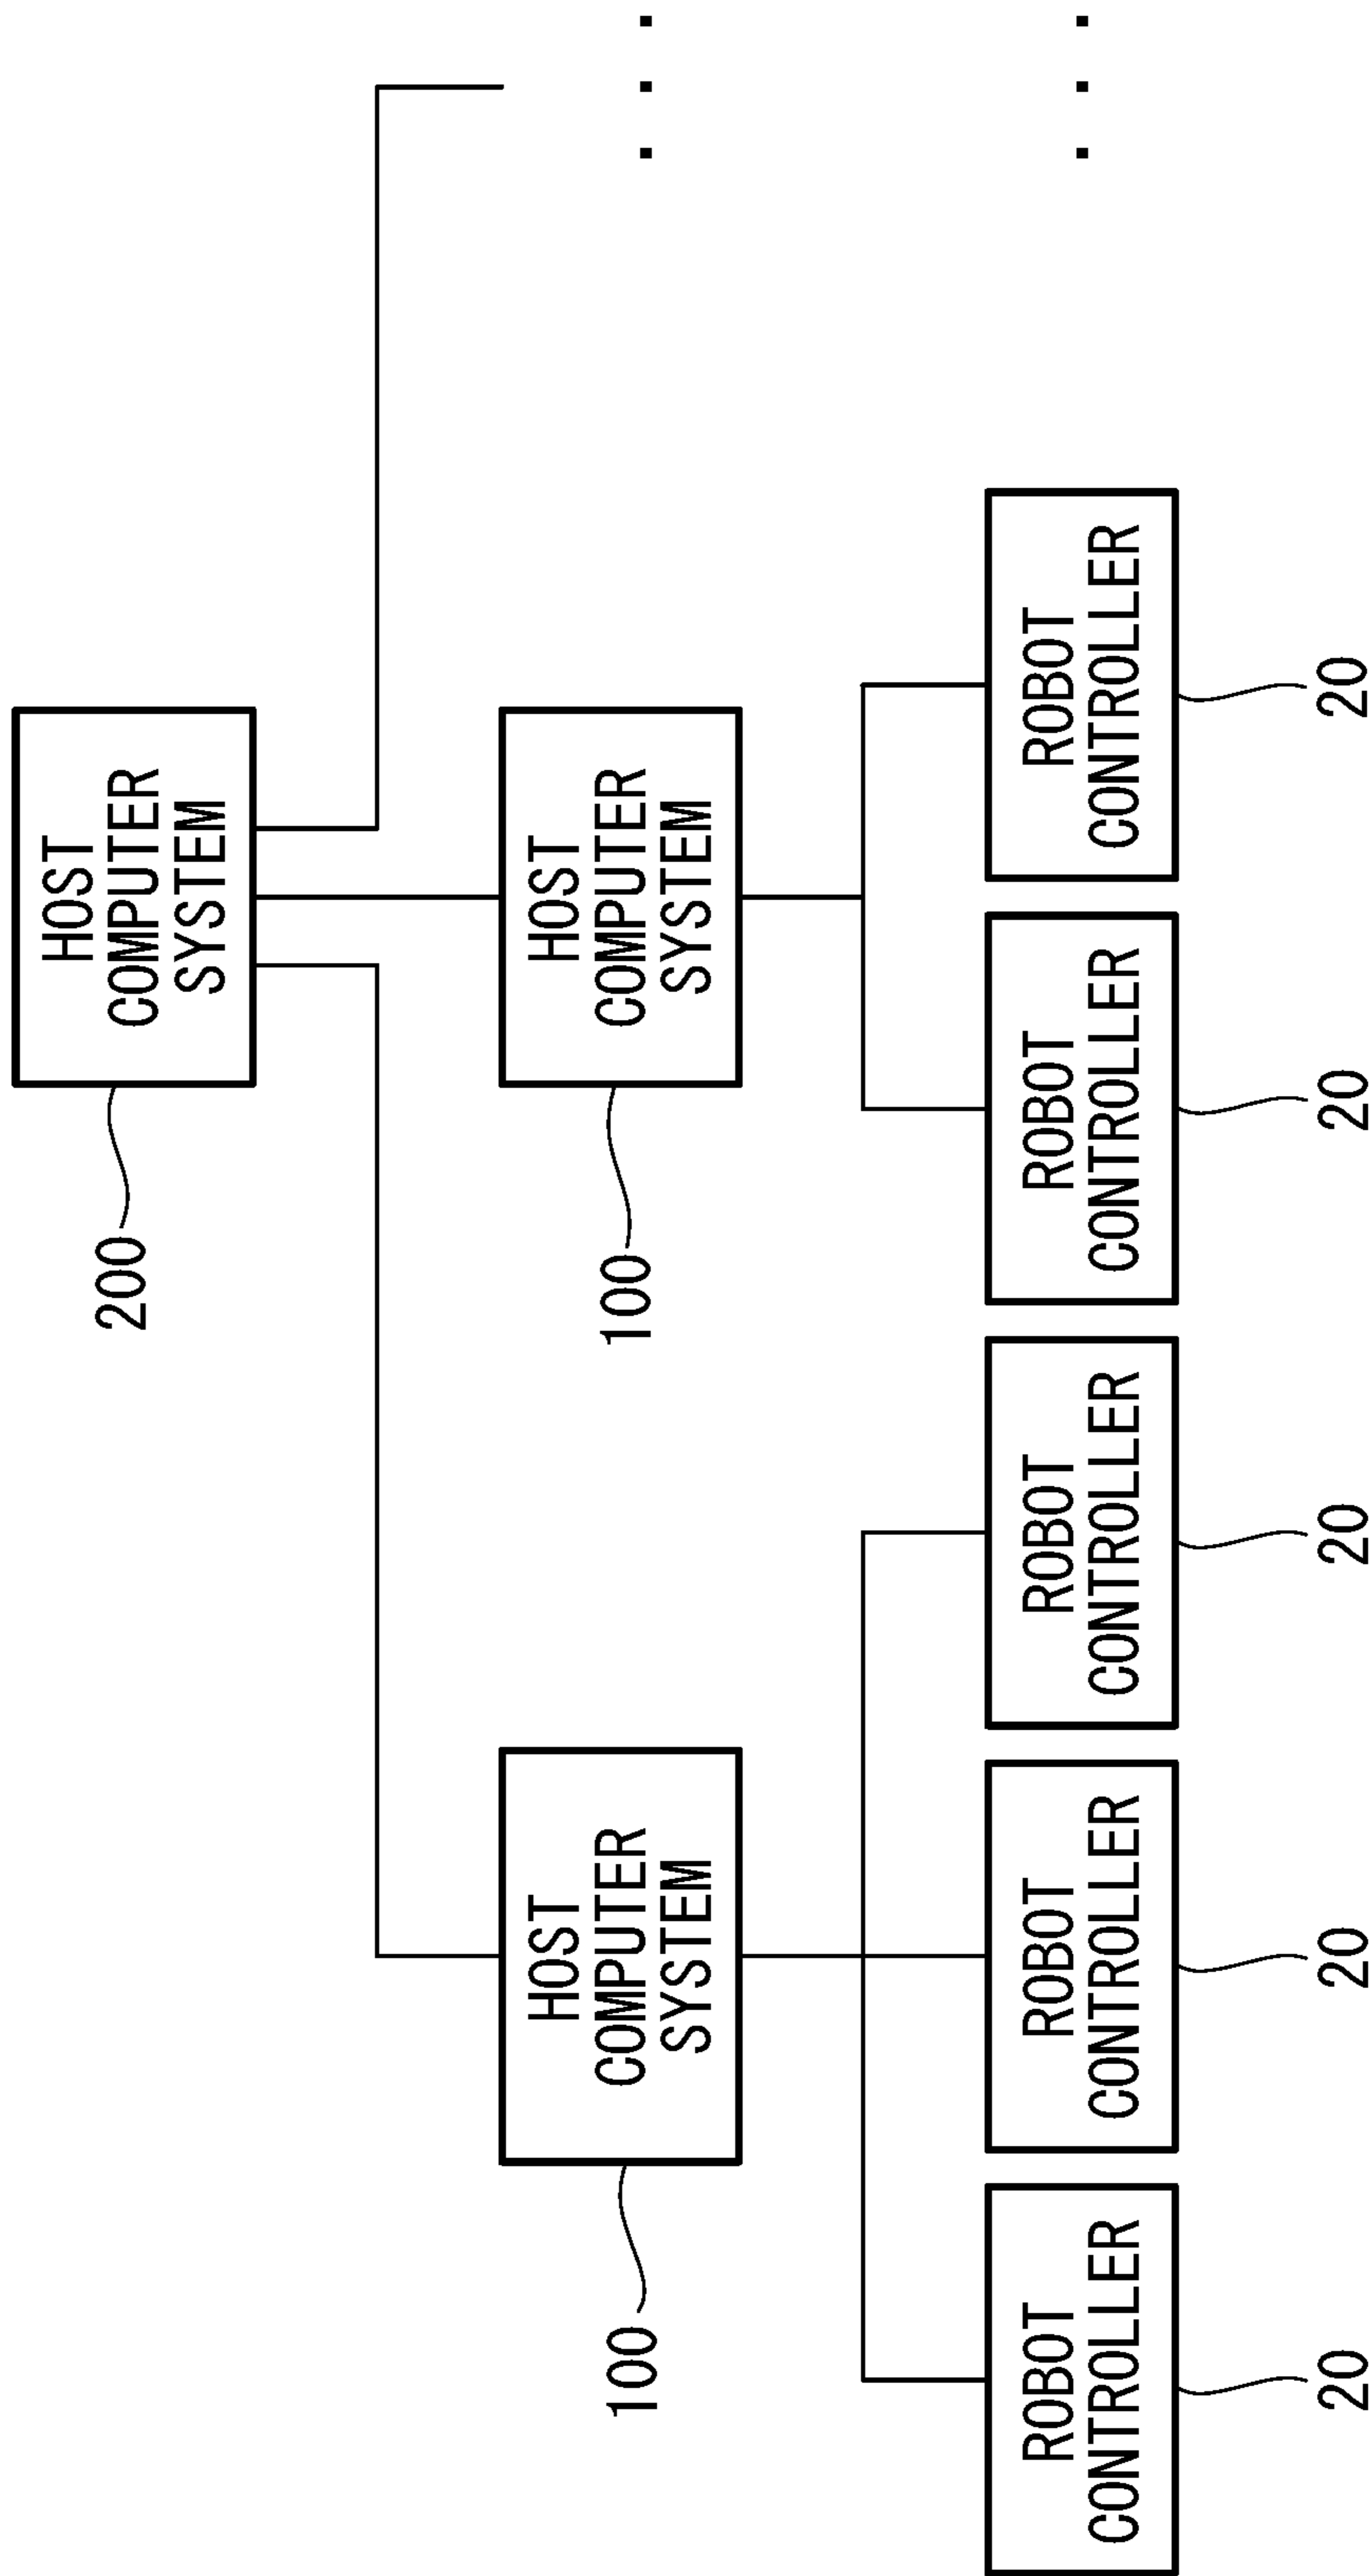 HOST
COMPUTER
SYSTEM
200
HOST
COMPUTER
SYSTEM
100
HOST
COMPUTER
SYSTEM
100
ROBOT
CONTROLLER
20
ROBOT
CONTROLLER
20
ROBOT
CONTROLLER
20
ROBOT
CONTROLLER
20
ROBOT
CONTROLLER
20